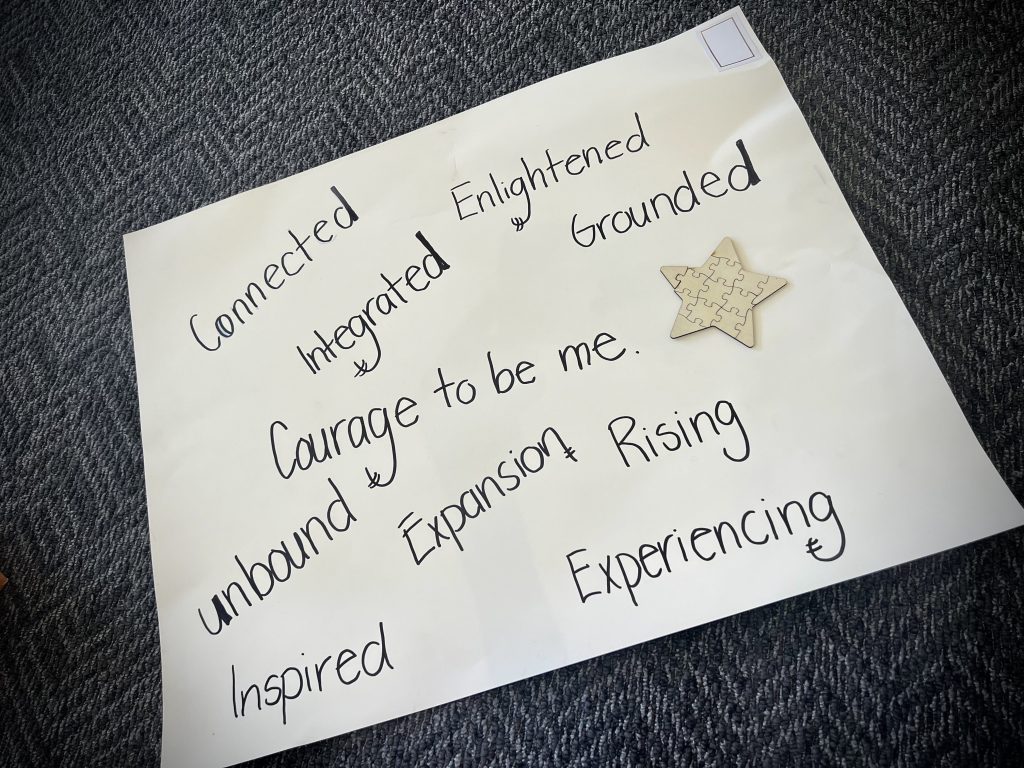 Connected
Enlightened
Integrated
Grounded
Courage to be me.
unbound
Expansion
Rising
Experiencing
Inspired